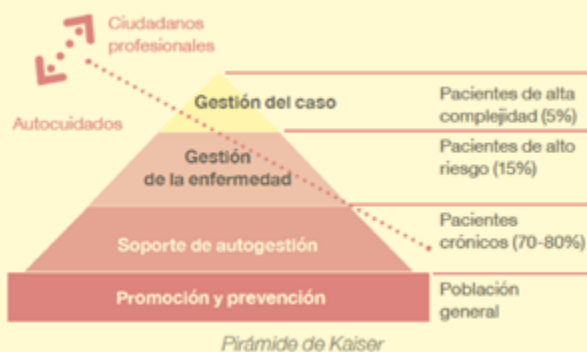 Ciudadanos
profesionales
Autocuidados
Gestión del caso
Pacientes de alta
complejidad (5%)
Gestión
de la enfermedad
Pacientes de alto
riesgo (15%)
Soporte de autogestión
Pacientes
crónicos (70-80%)
Promoción y prevención
Población
general
Pirámide de Kaiser